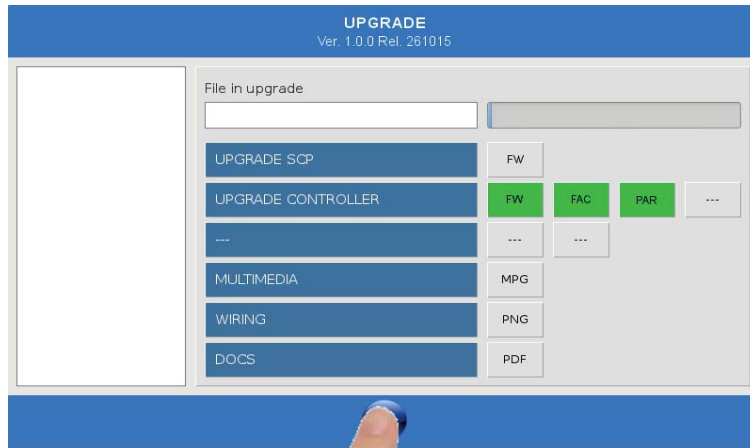 UPGRADE
Ver. 1.0.0 Rel. 261015
File in upgrade
UPGRADE SCP FW
UPGRADE CONTROLLER FW FAC PAR ---
--- --- ---
MULTIMEDIA MPG
WIRING PNG
DOCS PDF